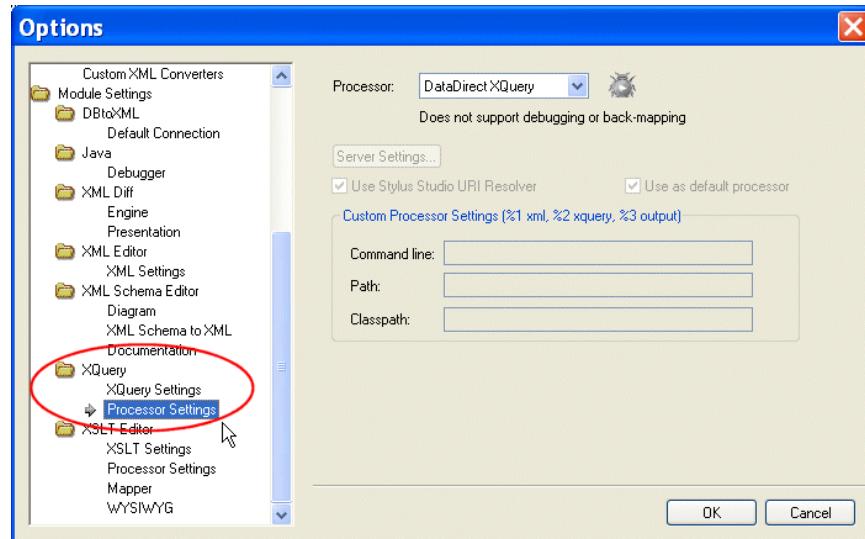 Options
Custom XML Converters
Module Settings
DBtoXML
Default Connection
Java
Debugger
XML Diff
Engine
Presentation
XML Editor
XML Settings
XML Schema Editor
Diagram
XML Schema to XML
Documentation
XQuery
XQuery Settings
Processor Settings
XSLT Editor
XSLT Settings
Processor Settings
Mapper
WYSIWYG
Processor: DataDirect XQuery
Does not support debugging or back-mapping
Server Settings...
Use Stylus Studio URI Resolver Use as default processor
Custom Processor Settings (%1 xml, %2 xquery, %3 output)
Command line:
Path:
Classpath:
OK Cancel